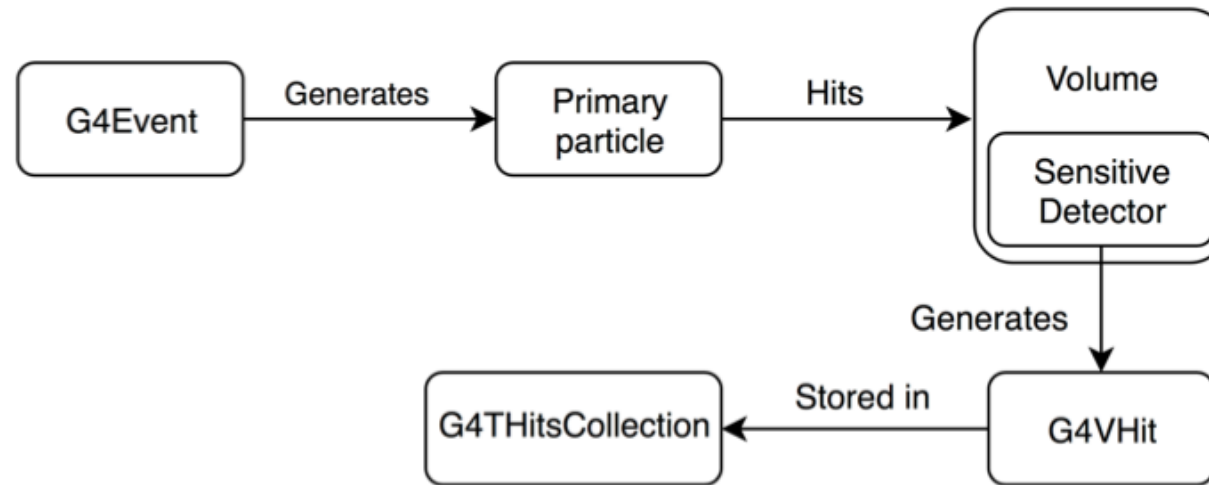 G4Event
Generates
Primary
particle
Hits
Volume
Sensitive
Detector
Generates
G4THitsCollection
Stored in
G4VHit